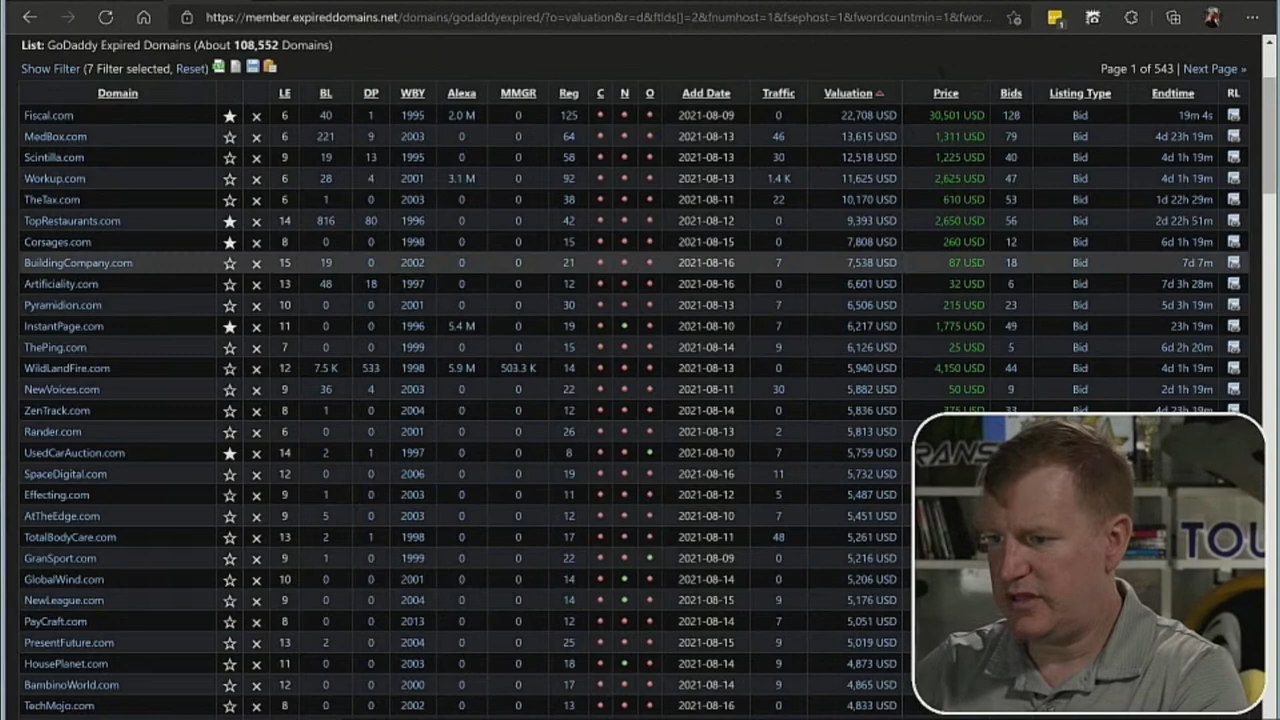 https://member.expireddomains.net/domains/godaddyexpired/?o=valuation&r=d&ftlds[]=2&fnumhost=1&fsephost=1&fwordcountmin=1&fwor...
List: GoDaddy Expired Domains (About 108,552 Domains)
Show Filter (7 Filter selected, Reset)
Page 1 of 543 | Next Page »
Domain LE BL DP WBY Alexa MMGR Reg C N O Add Date Traffic Valuation Price Bids Listing Type Endtime RL
Fiscal.com 6 40 1 1995 2.0 M 0 125 2021-08-09 0 22,708 USD 30,501 USD 128 Bid 19m 4s
MedBox.com 6 221 9 2003 0 0 64 2021-08-13 46 13,615 USD 1,311 USD 79 Bid 4d 23h 19m
Scintilla.com 9 19 13 1995 0 0 58 2021-08-13 30 12,518 USD 1,225 USD 40 Bid 4d 1h 19m
Workup.com 6 28 4 2001 3.1 M 0 92 2021-08-13 1.4 K 11,625 USD 2,625 USD 47 Bid 4d 1h 19m
TheTax.com 6 1 0 2003 0 0 38 2021-08-11 22 10,170 USD 610 USD 53 Bid 1d 22h 29m
TopRestaurants.com 14 816 80 1996 0 0 42 2021-08-12 0 9,393 USD 2,650 USD 56 Bid 2d 22h 51m
Corsages.com 8 0 0 1998 0 0 15 2021-08-15 0 7,808 USD 260 USD 12 Bid 6d 1h 19m
BuildingCompany.com 15 19 0 2002 0 0 21 2021-08-16 7 7,538 USD 87 USD 18 Bid 7d 7m
Artificiality.com 13 48 18 1997 0 0 12 2021-08-16 0 6,601 USD 32 USD 6 Bid 7d 3h 28m
Pyramidion.com 10 0 0 2001 0 0 30 2021-08-13 7 6,506 USD 215 USD 23 Bid 5d 3h 19m
InstantPage.com 11 0 0 1996 5.4 M 0 19 2021-08-10 7 6,217 USD 1,775 USD 49 Bid 23h 19m
ThePing.com 7 0 0 1999 0 0 15 2021-08-14 9 6,126 USD 25 USD 5 Bid 6d 2h 20m
WildLandFire.com 12 7.5 K 533 1998 5.9 M 503.3 K 14 2021-08-13 0 5,940 USD 4,150 USD 44 Bid 4d 1h 19m
NewVoices.com 9 36 4 2003 0 0 22 2021-08-11 30 5,882 USD 50 USD 9 Bid 2d 1h 19m
ZenTrack.com 8 1 0 2004 0 0 12 2021-08-14 0 5,836 USD 375 USD 33 Bid 4d 23h 19m
Rander.com 6 0 0 2001 0 0 26 2021-08-13 2 5,813 USD
UsedCarAuction.com 14 2 1 1997 0 0 8 2021-08-10 7 5,759 USD
SpaceDigital.com 12 0 0 2006 0 0 19 2021-08-16 11 5,732 USD
Effecting.com 9 1 0 2003 0 0 11 2021-08-12 5 5,487 USD
AtTheEdge.com 9 5 0 2003 0 0 12 2021-08-10 7 5,451 USD
TotalBodyCare.com 13 2 1 1998 0 0 17 2021-08-11 48 5,261 USD
GranSport.com 9 1 0 1999 0 0 22 2021-08-09 0 5,216 USD
GlobalWind.com 10 0 0 2001 0 0 14 2021-08-14 0 5,206 USD
NewLeague.com 9 0 0 2004 0 0 14 2021-08-15 9 5,176 USD
PayCraft.com 8 0 0 2013 0 0 12 2021-08-14 7 5,051 USD
PresentFuture.com 13 2 0 2004 0 0 25 2021-08-15 9 5,019 USD
HousePlanet.com 11 0 0 2003 0 0 18 2021-08-14 9 4,873 USD
BambinoWorld.com 12 0 0 2000 0 0 17 2021-08-14 9 4,865 USD
TechMojo.com 8 0 0 2002 0 0 13 2021-08-15 0 4,833 USD
RANS
TOU